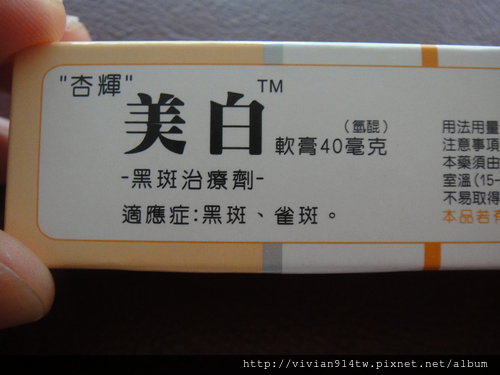 "杏輝"
美白™
(氫醌)
軟膏40毫克
-黑斑治療劑-
適應症:黑斑、雀斑。
用法用量
注意事項
本藥須由
室溫(15-
不易取得
本品若有
http://vivian914tw.pixnet.net/album